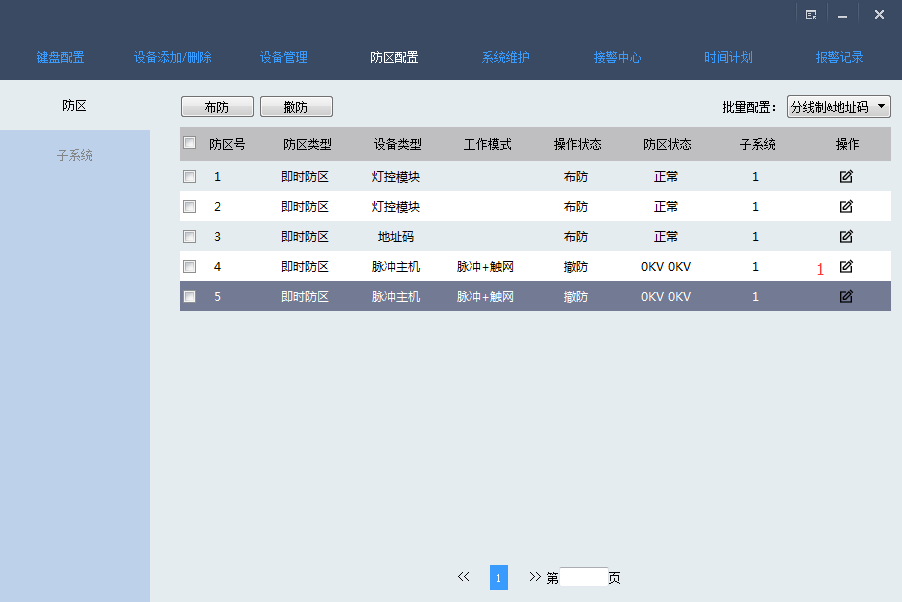 键盘配置 设备添加/删除 设备管理 防区配置 系统维护 接警中心 时间计划 报警记录
防区
子系统
布防 撤防 批量配置： 分线制&地址码
防区号 防区类型 设备类型 工作模式 操作状态 防区状态 子系统 操作
1 即时防区 灯控模块 布防 正常 1
2 即时防区 灯控模块 布防 正常 1
3 即时防区 地址码 布防 正常 1
4 即时防区 脉冲主机 脉冲+触网 撤防 0KV 0KV 1 1
5 即时防区 脉冲主机 脉冲+触网 撤防 0KV 0KV 1
<< 1 >> 第 页